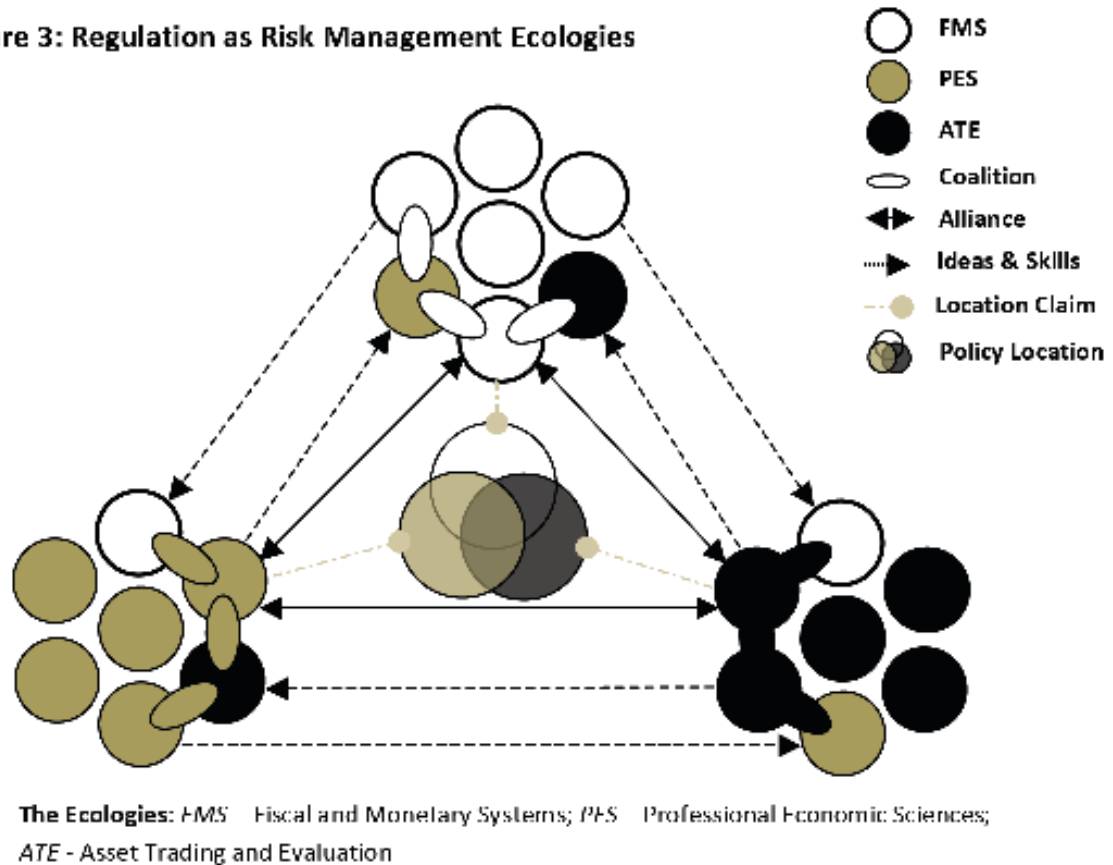 re 3: Regulation as Risk Management Ecologies
FMS
PES
ATE
Coalition
Alliance
Ideas & Skills
Location Claim
Policy Location
The Ecologies: FMS Fiscal and Monetary Systems; PES Professional Economic Sciences;
ATE - Asset Trading and Evaluation